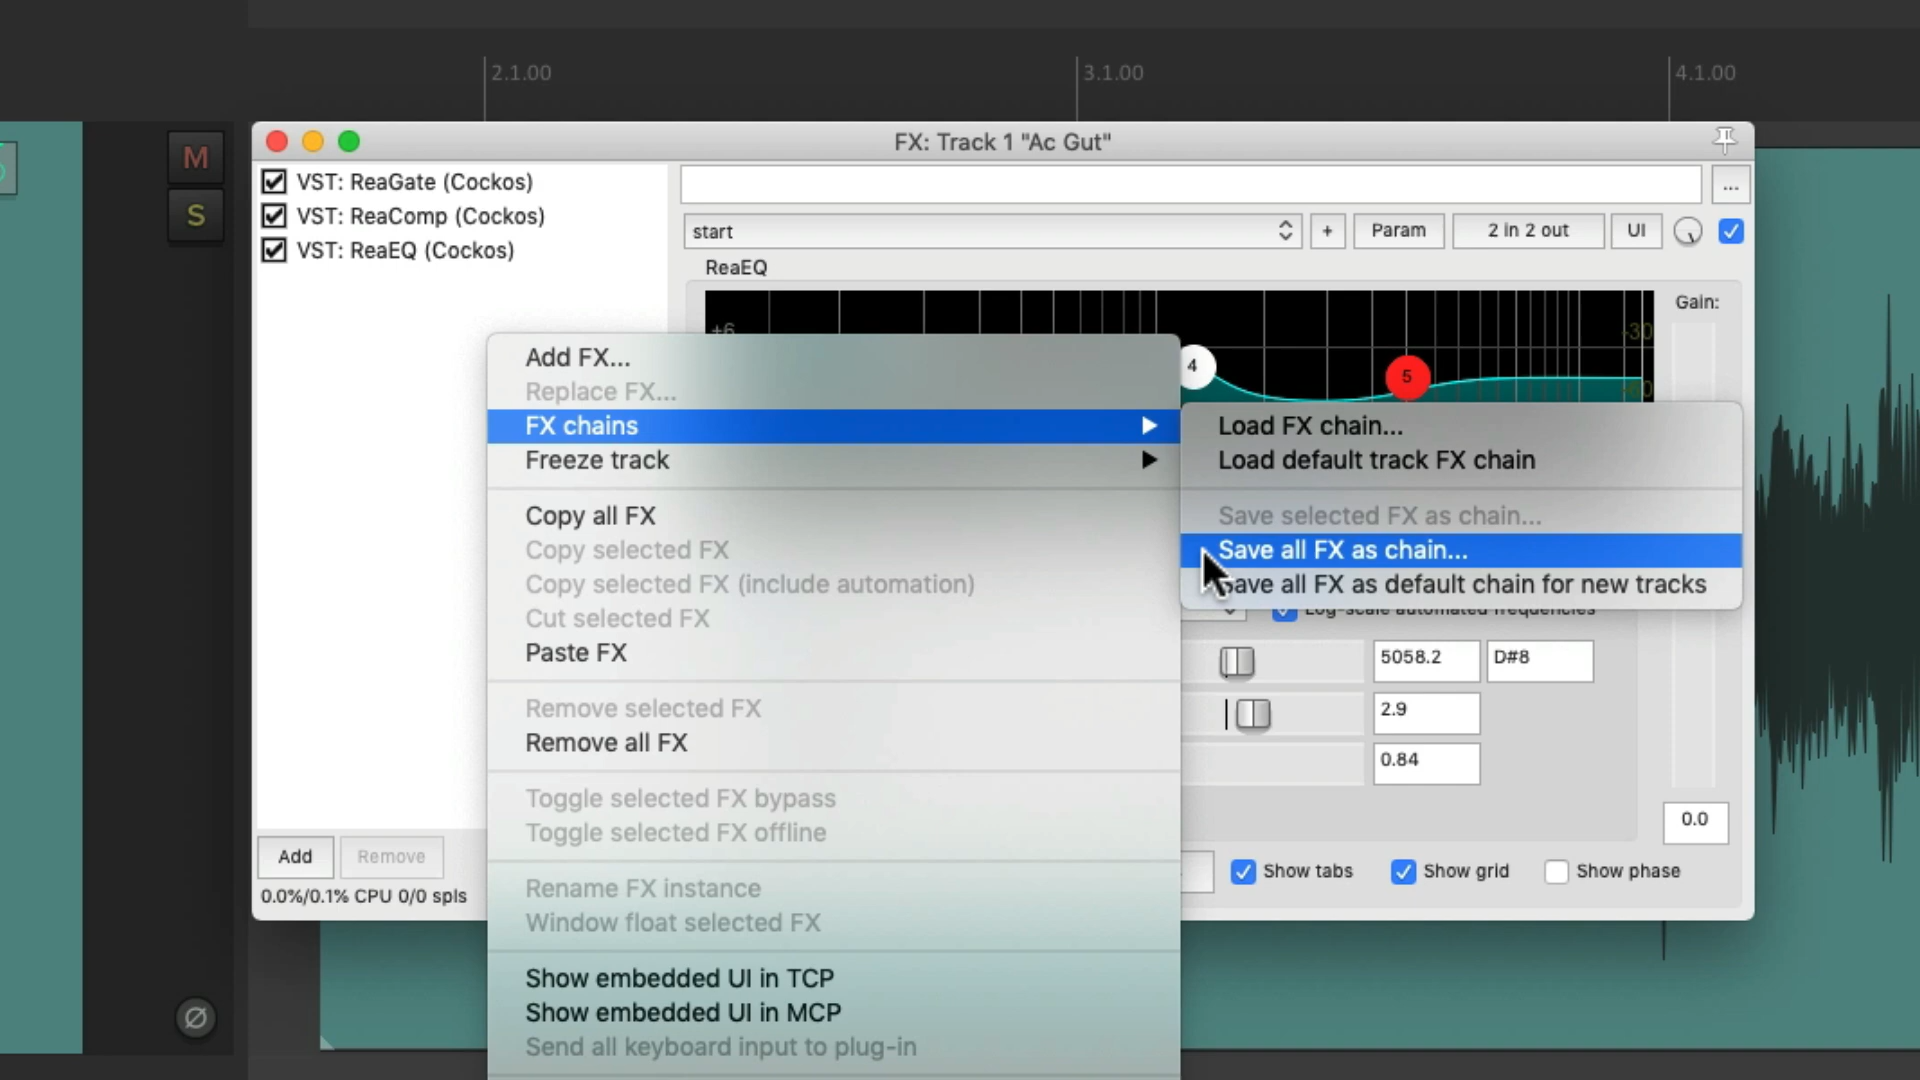 2.1.00
3.1.00
4.1.00
M
S
FX: Track 1 "Ac Gut"
VST: ReaGate (Cockos)
VST: ReaComp (Cockos)
VST: ReaEQ (Cockos)
...
start
+
Param
2 in 2 out
UI
ReaEQ
+6
-30
Gain:
4
5
Add FX...
Replace FX...
FX chains
Freeze track
Copy all FX
Copy selected FX
Copy selected FX (include automation)
Cut selected FX
Paste FX
Remove selected FX
Remove all FX
Toggle selected FX bypass
Toggle selected FX offline
Rename FX instance
Window float selected FX
Show embedded UI in TCP
Show embedded UI in MCP
Send all keyboard input to plug-in
Load FX chain...
Load default track FX chain
Save selected FX as chain...
Save all FX as chain...
Save all FX as default chain for new tracks
Log-scale automated frequencies
5058.2
D#8
2.9
0.84
0.0
Show tabs
Show grid
Show phase
Add
Remove
0.0%/0.1% CPU 0/0 spls